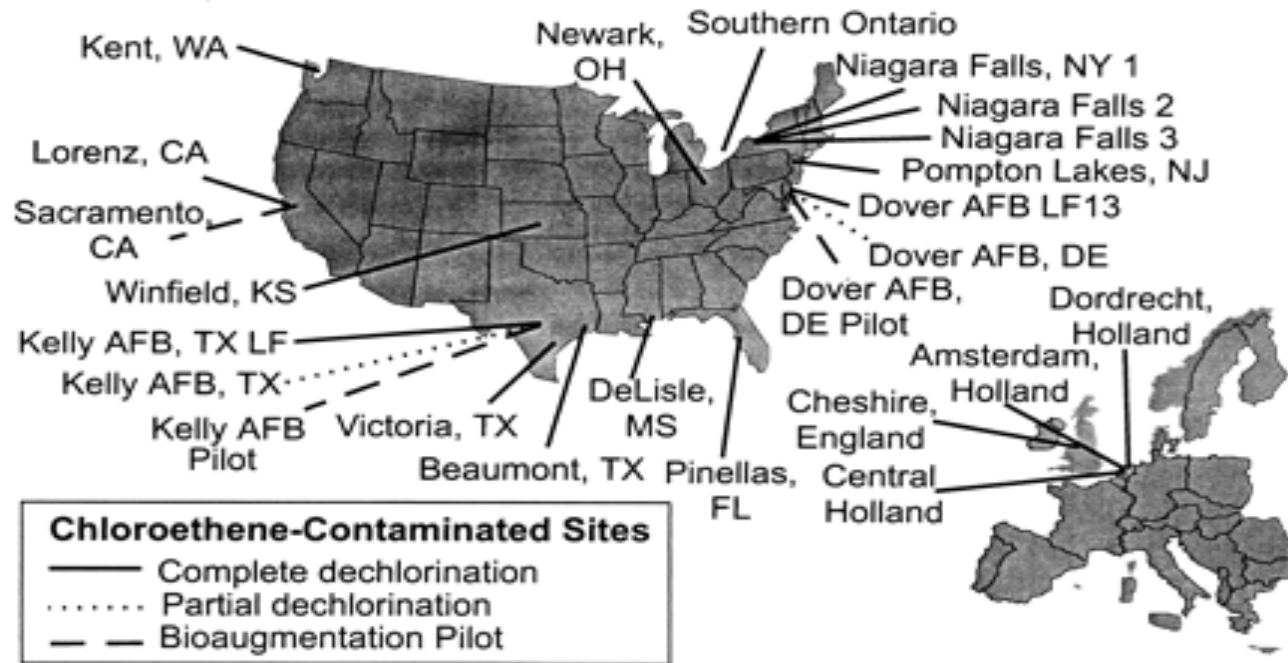 Kent, WA
Newark,
OH
Southern Ontario
Niagara Falls, NY 1
Niagara Falls 2
Niagara Falls 3
Pompton Lakes, NJ
Dover AFB LF13
Dover AFB, DE
Dover AFB,
DE Pilot
Lorenz, CA
Sacramento,
CA
Winfield, KS
Kelly AFB, TX LF
Kelly AFB, TX
Kelly AFB
Pilot
Victoria, TX
Beaumont, TX
DeLisle,
MS
Pinellas,
FL
Dordrecht,
Holland
Amsterdam,
Holland
Cheshire,
England
Central
Holland
Chloroethene-Contaminated Sites
Complete dechlorination
Partial dechlorination
Bioaugmentation Pilot